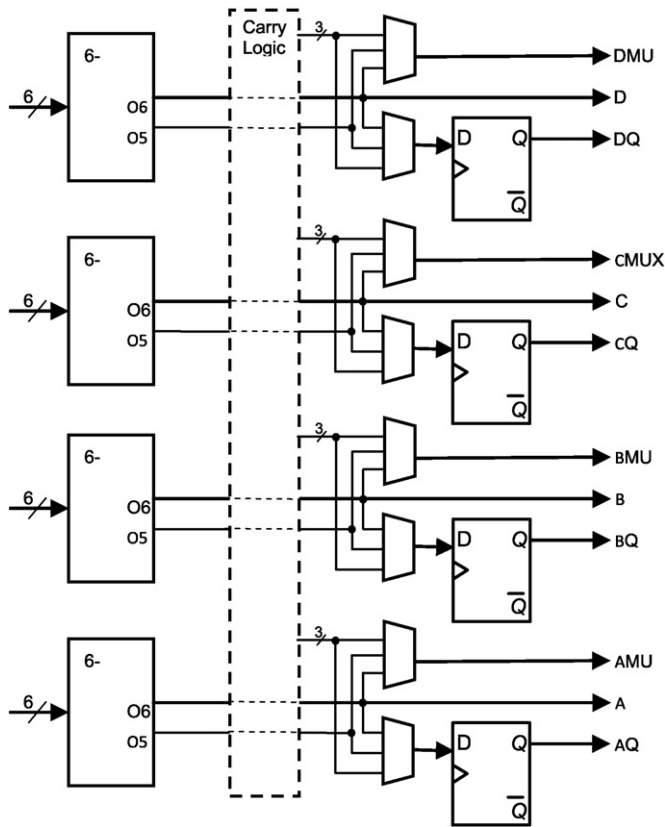 Carry
Logic
6-
6
O6
O5
3
D
Q
Q
DMU
D
DQ
6-
6
O6
O5
3
D
Q
Q
CMUX
C
CQ
6-
6
O6
O5
3
D
Q
Q
BMU
B
BQ
6-
6
O6
O5
3
D
Q
Q
AMU
A
AQ